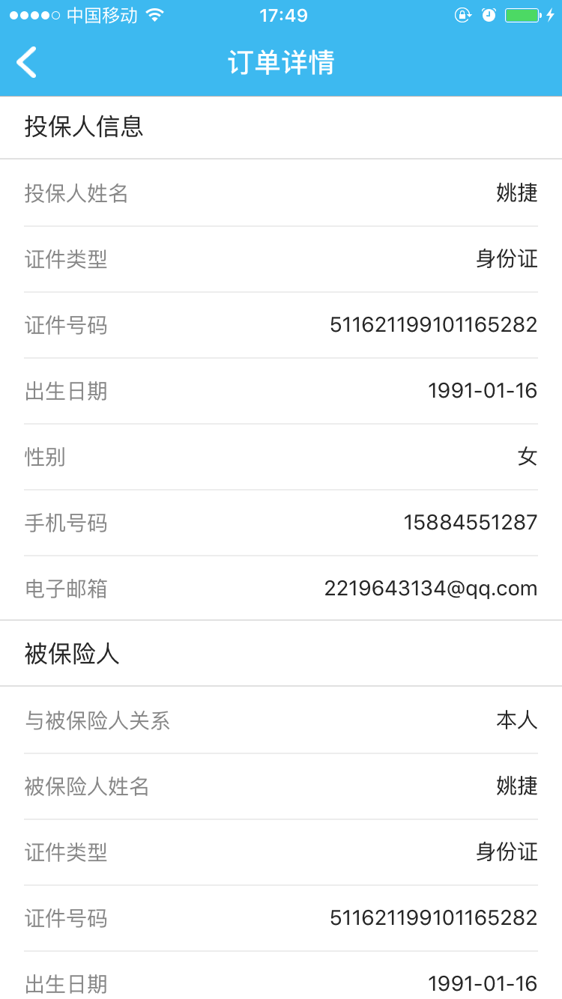 中国移动 17:49
订单详情
投保人信息
投保人姓名 姚捷
证件类型 身份证
证件号码 511621199101165282
出生日期 1991-01-16
性别 女
手机号码 15884551287
电子邮箱 2219643134@qq.com
被保险人
与被保险人关系 本人
被保险人姓名 姚捷
证件类型 身份证
证件号码 511621199101165282
出生日期 1991-01-16